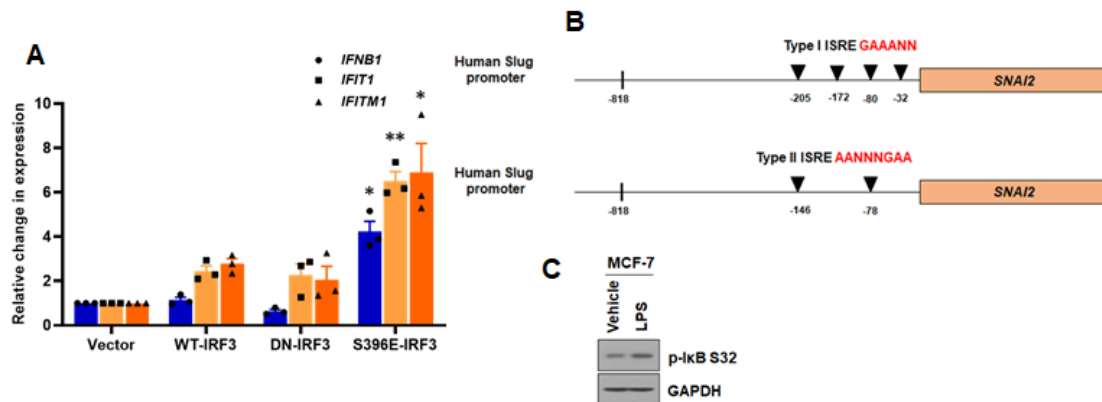 A
IFNB1
IFIT1
IFITM1
Relative change in expression
10
8
6
4
2
0
*
**
*
Vector
WT-IRF3
DN-IRF3
S396E-IRF3
B
Type I ISRE GAAANN
Human Slug
promoter
-818
-205
-172
-80
-32
SNAI2
Type II ISRE AANNNGAA
Human Slug
promoter
-818
-146
-78
SNAI2
C
MCF-7
Vehicle
LPS
p-IκB S32
GAPDH